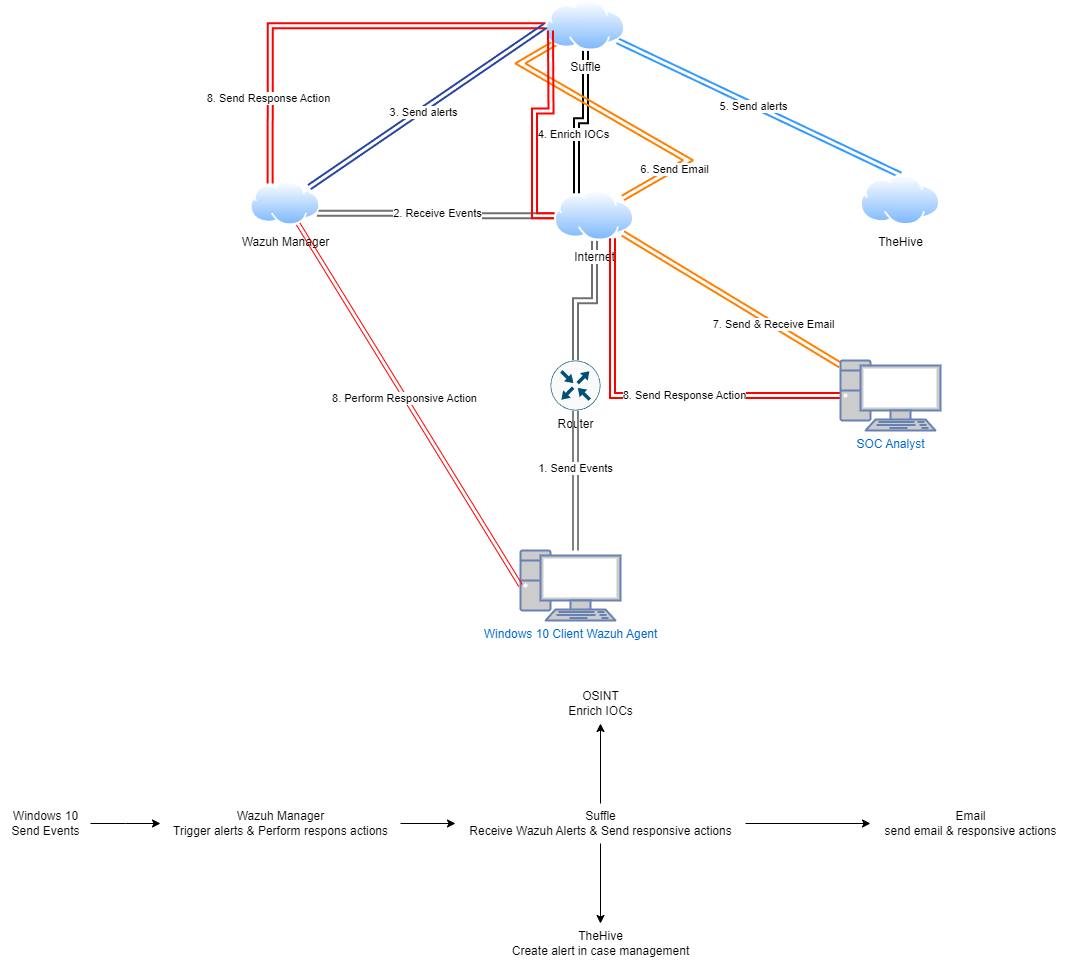 Suffle
8. Send Response Action
5. Send alerts
3. Send alerts
4. Enrich IOCs
6. Send Email
2. Receive Events
Wazuh Manager
TheHive
Internet
7. Send & Receive Email
8. Perform Responsive Action
8. Send Response Action
Router
SOC Analyst
1. Send Events
Windows 10 Client Wazuh Agent
OSINT
Enrich IOCs
Windows 10
Send Events
Wazuh Manager
Trigger alerts & Perform respons actions
Suffle
Receive Wazuh Alerts & Send responsive actions
Email
send email & responsive actions
TheHive
Create alert in case management